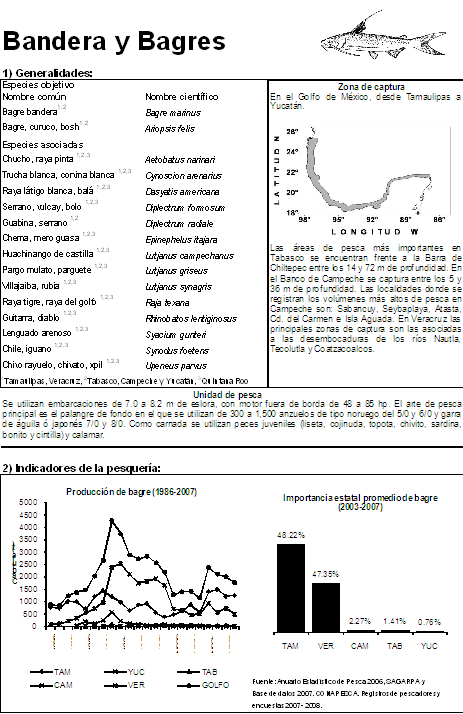 Bandera y Bagres
1) Generalidades:
Especies objetivo
Nombre común Nombre científico
Bagre bandera 1,2 Bagre marinus
Bagre, curuco, bosh 1,2 Ariopsis felis
Especies asociadas
Chucho, raya pinta 1,2,3 Aetobatus narinari
Trucha blanca, corvina blanca 1,2,3 Cynoscion arenarius
Raya látigo blanca, balá 1,2,3 Dasyatis americana
Serrano, vulcay, bolo 1,2,3 Diplectrum formosum
Guabina, serrano 1,2 Diplectrum radiale
Cherna, mero guasa 1,2,3 Epinephelus itajara
Huachinango de castilla 1,2,3 Lutjanus campechanus
Pargo mulato, parguete 1,2,3 Lutjanus griseus
Villajaiba, rubia 1,2,3 Lutjanus synagris
Raya tigre, raya del golfo 1,2,3 Raja texana
Guitarra, diablo 1,2,3 Rhinobatos lentiginosus
Lenguado arenoso 1,2,3 Syacium gunteri
Chile, iguano 1,2,3 Synodus foetens
Chivo rayuelo, chivato, xpil 1,2,3 Upeneus parvus
1Tamaulipas, Veracruz, 2Tabasco, Campeche y Yucatán, 3Quintana Roo
Zona de captura
En el Golfo de México, desde Tamaulipas a
Yucatán.
LATITUD N
26°
24°
22°
20°
18°
98° 95° 92° 89° 86°
LONGITUD W
Las áreas de pesca más importantes en
Tabasco se encuentran frente a la Barra de
Chiltepec entre los 14 y 72 m de profundidad. En
el Banco de Campeche se captura entre los 5 y
36 m de profundidad. Las localidades donde se
registran los volúmenes más altos de pesca en
Campeche son: Sabancuy, Seybaplaya, Atasta,
Cd. del Carmen e Isla Aguada. En Veracruz las
principales zonas de captura son las asociadas
a las desembocaduras de los ríos Nautla,
Tecolutla y Coatzacoalcos.
Unidad de pesca
Se utilizan embarcaciones de 7.0 a 8.2 m de eslora, con motor fuera de borda de 48 a 85 hp. El arte de pesca
principal es el palangre de fondo en el que se utilizan de 300 a 1,500 anzuelos de tipo noruego del 5/0 y 6/0 y garra
de águila ó japonés 7/0 y 8/0. Como carnada se utilizan peces juveniles (liseta, cojinuda, topota, chivito, sardina,
bonito y cintilla) y calamar.
2) Indicadores de la pesquería:
Producción de bagre (1986-2007)
5000
4500
4000
3500
3000
2500
2000
1500
1000
500
0
TAM YUC TAB
CAM VER GOLFO
Importancia estatal promedio de bagre
(2003-2007)
48.22%
47.35%
2.27% 1.41% 0.76%
TAM VER CAM TAB YUC
Fuente: Anuario Estadístico de Pesca 2006, SAGARPA y
Base de datos 2007. CONAPESCA. Registros de pescadores y
encuestas 2007- 2008.